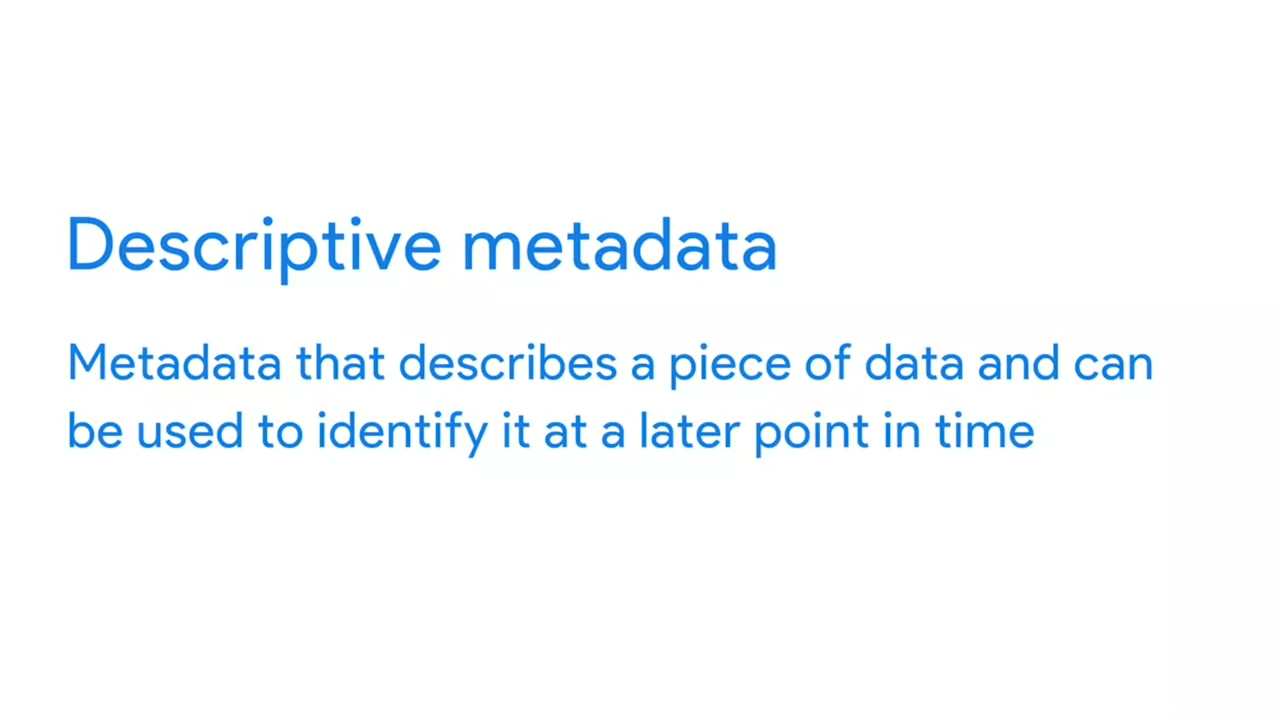 Descriptive metadata
Metadata that describes a piece of data and can
be used to identify it at a later point in time